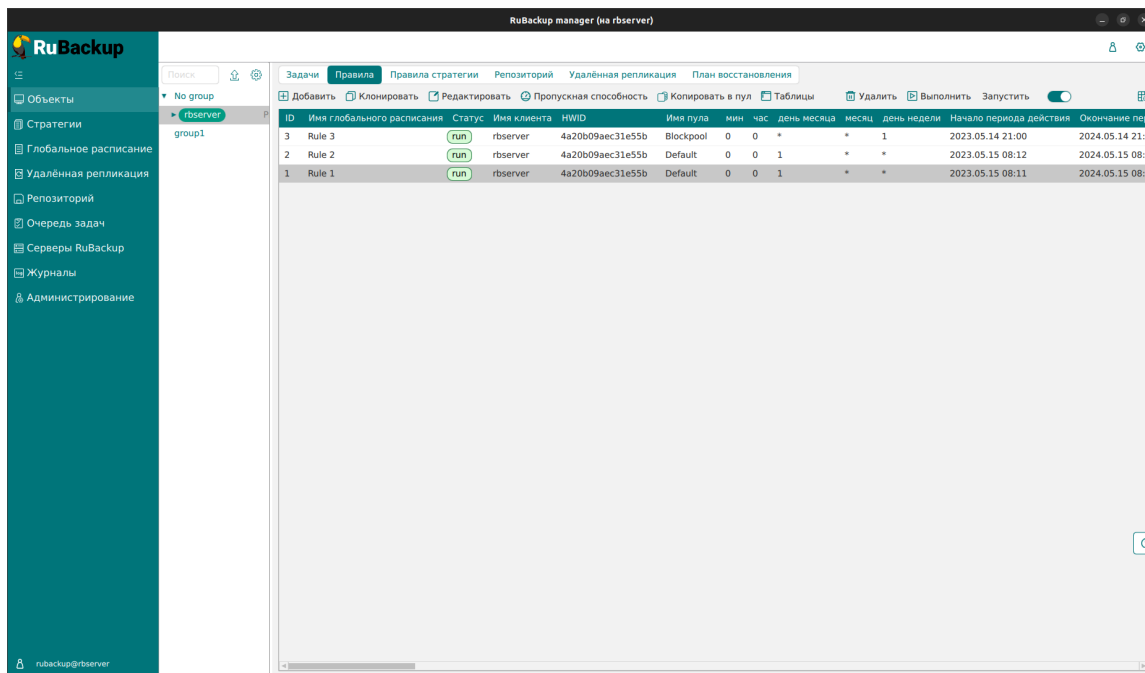 RuBackup manager (на rbserver)
RuBackup
Объекты
Стратегии
Глобальное расписание
Удалённая репликация
Репозиторий
Очередь задач
Серверы RuBackup
Журналы
Администрирование
rubackup@rbserver
Поиск
No group
rbserver
group1
Задачи Правила Правила стратегии Репозиторий Удалённая репликация План восстановления
Добавить Клонировать Редактировать Пропускная способность Копировать в пул Таблицы Удалить Выполнить Запустить
ID Имя глобального расписания Статус Имя клиента HWID Имя пула мин час день месяца месяц день недели Начало периода действия Окончание пе
3 Rule 3 run rbserver 4a20b09aec31e55b Blockpool 0 0 * * 1 2023.05.14 21:00 2024.05.14 21:
2 Rule 2 run rbserver 4a20b09aec31e55b Default 0 0 1 * * 2023.05.15 08:12 2024.05.15 08:
1 Rule 1 run rbserver 4a20b09aec31e55b Default 0 0 1 * * 2023.05.15 08:11 2024.05.15 08: